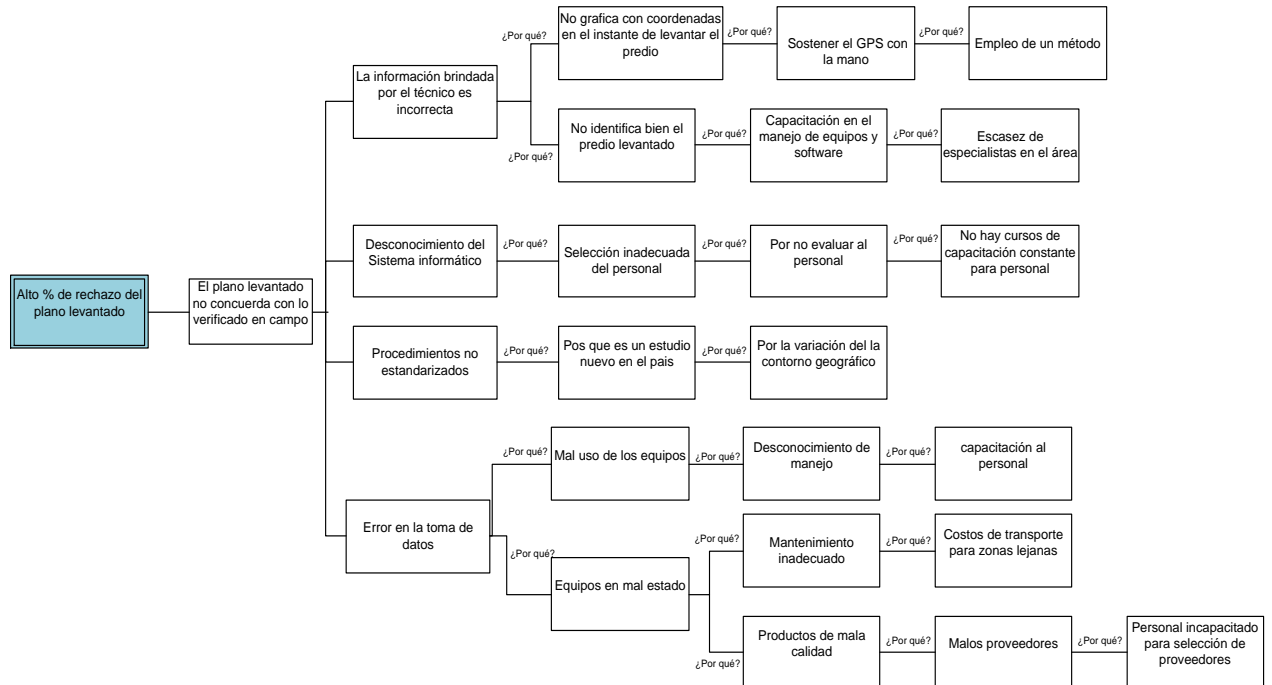 No grafica con coordenadas
en el instante de levantar el
predio
¿Por qué?
¿Por qué?
Sostener el GPS con
la mano
¿Por qué?
Empleo de un método
La información brindada
por el técnico es
incorrecta
¿Por qué?
No identifica bien el
predio levantado
¿Por qué?
Capacitación en el
manejo de equipos y
software
¿Por qué?
Escasez de
especialistas en el área
Desconocimiento del
Sistema informático
¿Por qué?
Selección inadecuada
del personal
¿Por qué?
Por no evaluar al
personal
¿Por qué?
No hay cursos de
capacitación constante
para personal
Alto % de rechazo del
plano levantado
El plano levantado
no concuerda con lo
verificado en campo
Procedimientos no
estandarizados
¿Por qué?
Pos que es un estudio
nuevo en el pais
¿Por qué?
Por la variación del la
contorno geográfico
¿Por qué?
Mal uso de los equipos
¿Por qué?
Desconocimiento de
manejo
¿Por qué?
capacitación al
personal
Error en la toma de
datos
¿Por qué?
Equipos en mal estado
¿Por qué?
Mantenimiento
inadecuado
¿Por qué?
Costos de transporte
para zonas lejanas
¿Por qué?
Productos de mala
calidad
¿Por qué?
Malos proveedores
¿Por qué?
Personal incapacitado
para selección de
proveedores